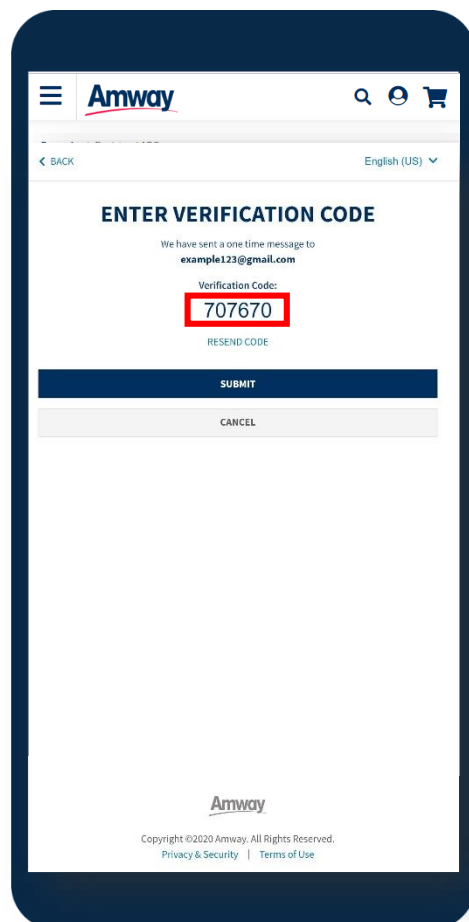 Amway
< BACK
English (US)
ENTER VERIFICATION CODE
We have sent a one time message to
example123@gmail.com
Verification Code:
707670
RESEND CODE
SUBMIT
CANCEL
Amway
Copyright ©2020 Amway. All Rights Reserved.
Privacy & Security | Terms of Use